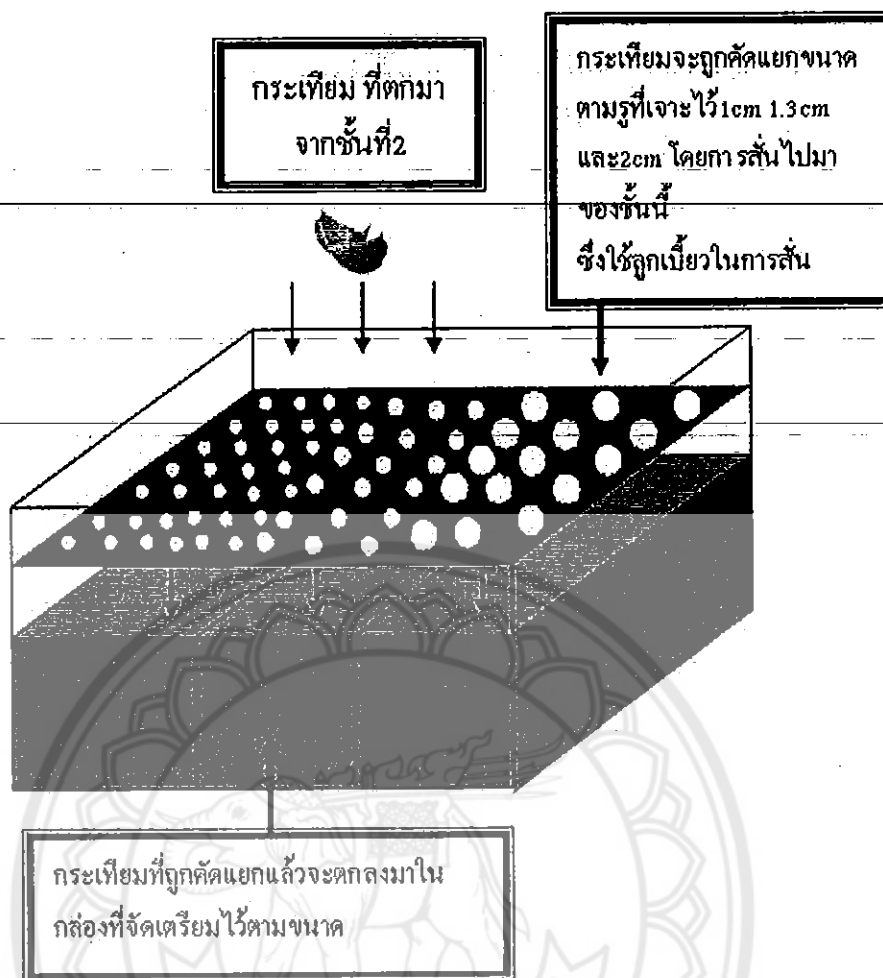 กระเทียม ที่ตกมา
จากชั้นที่2
กระเทียมจะถูกคัดแยกขนาด
ตามรูที่เจาะไว้1cm 1.3cm
และ2cm โดยการสั่นไปมา
ของชั้นนี้
ซึ่งใช้ลูกเบี้ยวในการสั่น
กระเทียมที่ถูกคัดแยกแล้วจะตกลงมาใน
กล่องที่จัดเตรียมไว้ตามขนาด